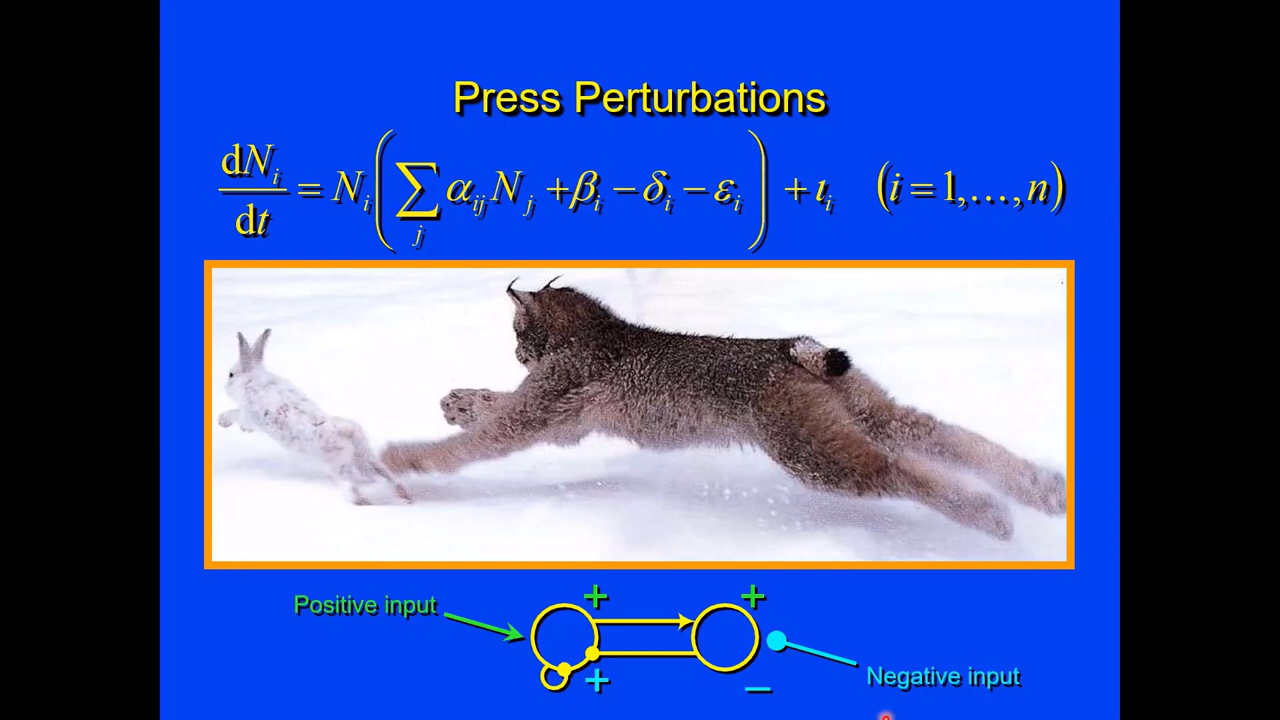 Press Perturbations
dN_i/dt = N_i ( ∑_j α_ij N_j + β_i − δ_i − ε_i ) + ι_i (i = 1,…,n)
Positive input
+ +
+ −
Negative input